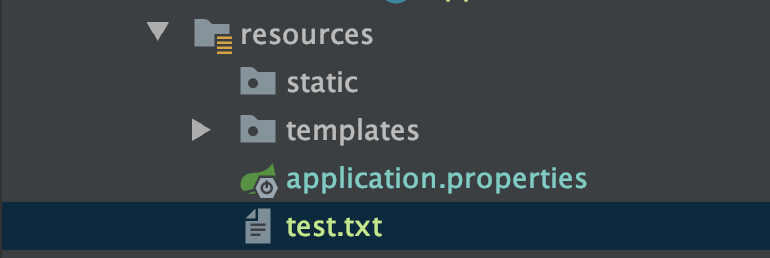 resources
static
templates
application.properties
test.txt